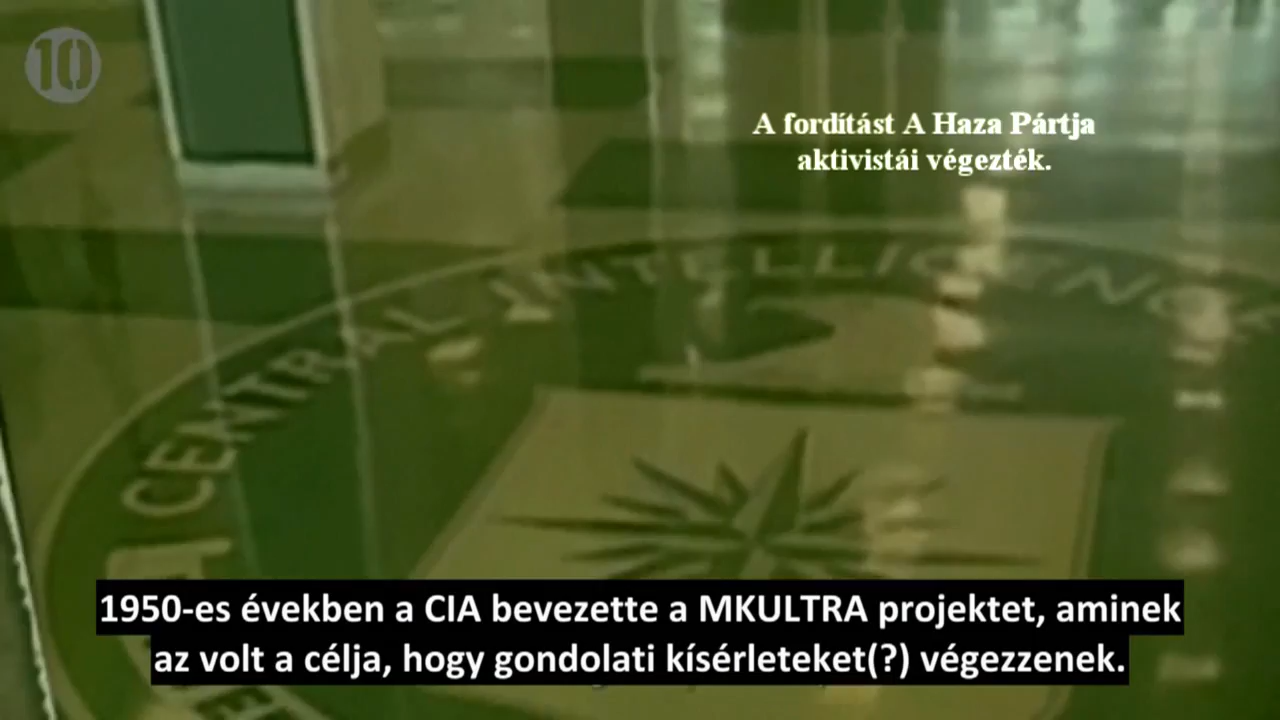 10
A fordítást A Haza Pártja
aktivistái végezték.
CENTRAL INTELLIGENC
1950-es években a CIA bevezette a MKULTRA projektet, aminek
az volt a célja, hogy gondolati kísérleteket(?) végezzenek.